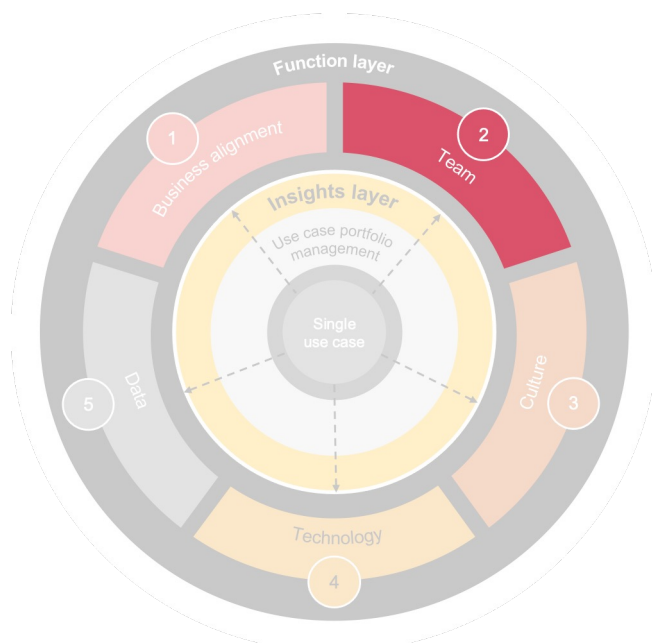 Function layer
1
Business alignment
2
Team
Insights layer
Use case portfolio
management
Single
use case
Culture
3
Data
5
Technology
4